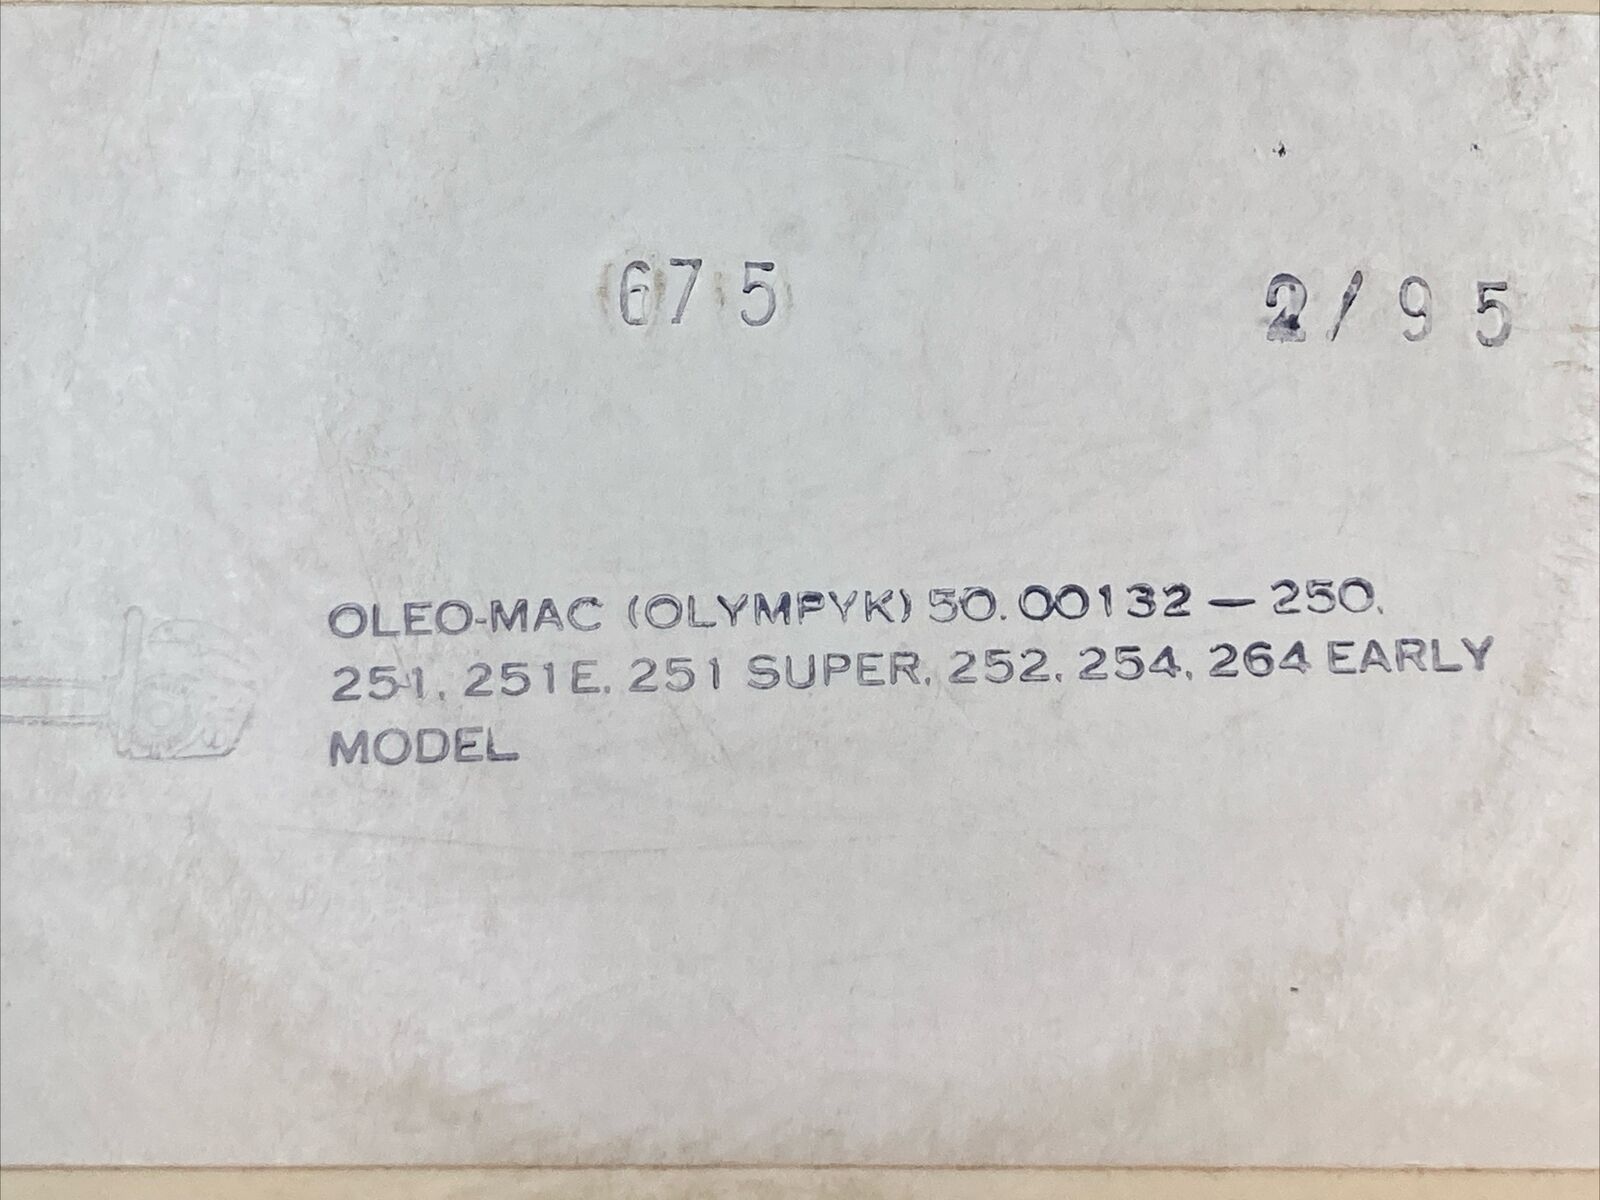 675 2/95
OLEO-MAC (OLYMPYK) 50.00132 — 250,
251, 251E, 251 SUPER, 252, 254, 264 EARLY
MODEL